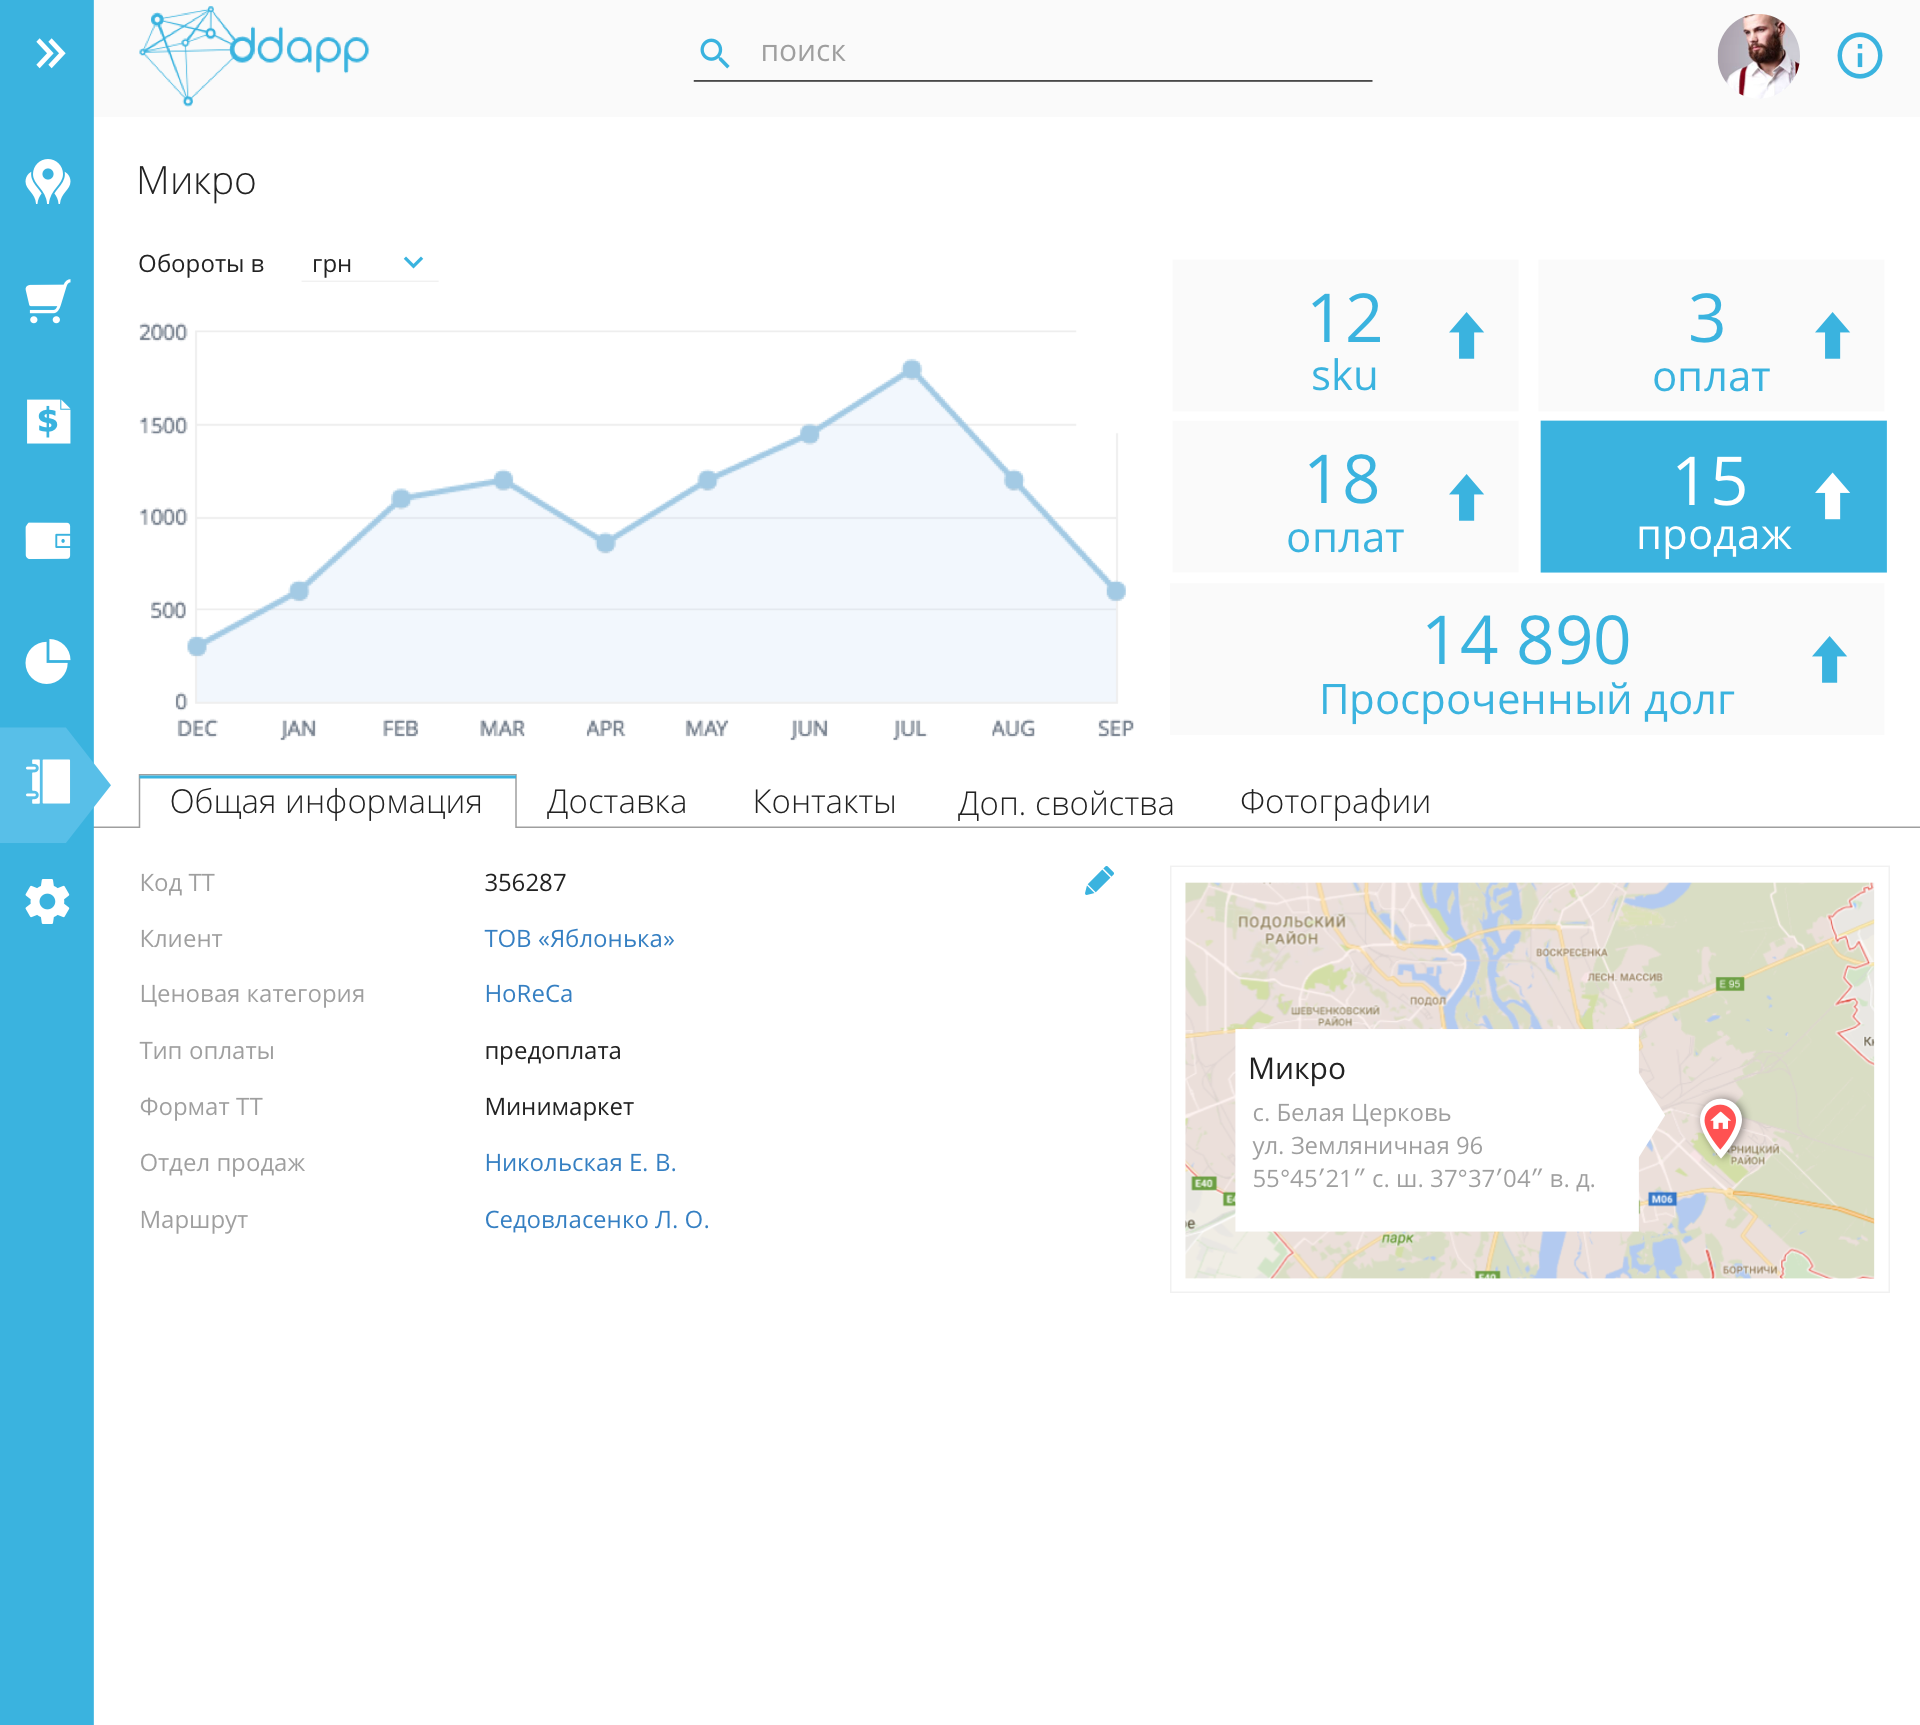 ddapp
поиск
Микро
Обороты в грн
2000
1500
1000
500
0
DEC JAN FEB MAR APR MAY JUN JUL AUG SEP
12
sku
3
оплат
18
оплат
15
продаж
14 890
Просроченный долг
Общая информация Доставка Контакты Доп. свойства Фотографии
Код ТТ 356287
Клиент ТОВ «Яблонька»
Ценовая категория HoReCa
Тип оплаты предоплата
Формат ТТ Минимаркет
Отдел продаж Никольская Е. В.
Маршрут Седовласенко Л. О.
ПОДОЛЬСКИЙ
РАЙОН
ВОСКРЕСЕНКА
ЛЕСН. МАССИВ
E 95
ПОДОЛ
ШЕВЧЕНКОВСКИЙ
РАЙОН
Микро
с. Белая Церковь
ул. Земляничная 96
55°45′21″ с. ш. 37°37′04″ в. д.
РНИЦКИЙ
РАЙОН
E40
M06
парк
E40
БОРТНИЧИ